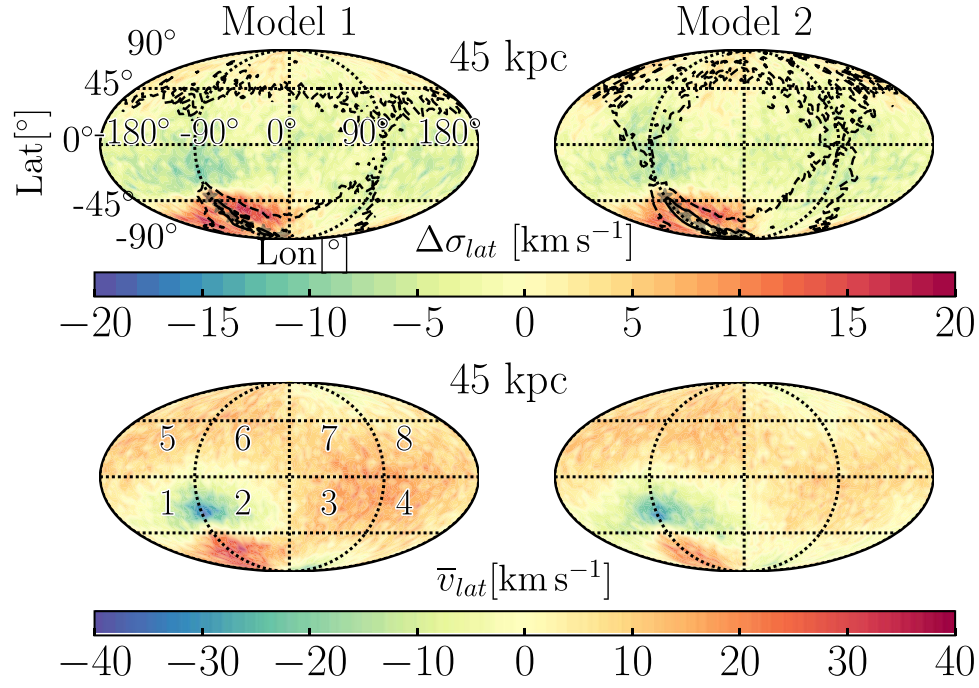 Model 1 Model 2
90° 45 kpc
45°
Lat[°] 0° -180° -90° 0° 90° 180°
-45°
-90° Lon[°] Δσ_lat [km s⁻¹]
−20 −15 −10 −5 0 5 10 15 20
45 kpc
5 6 7 8
1 2 3 4
v̅_lat[km s⁻¹]
−40 −30 −20 −10 0 10 20 30 40